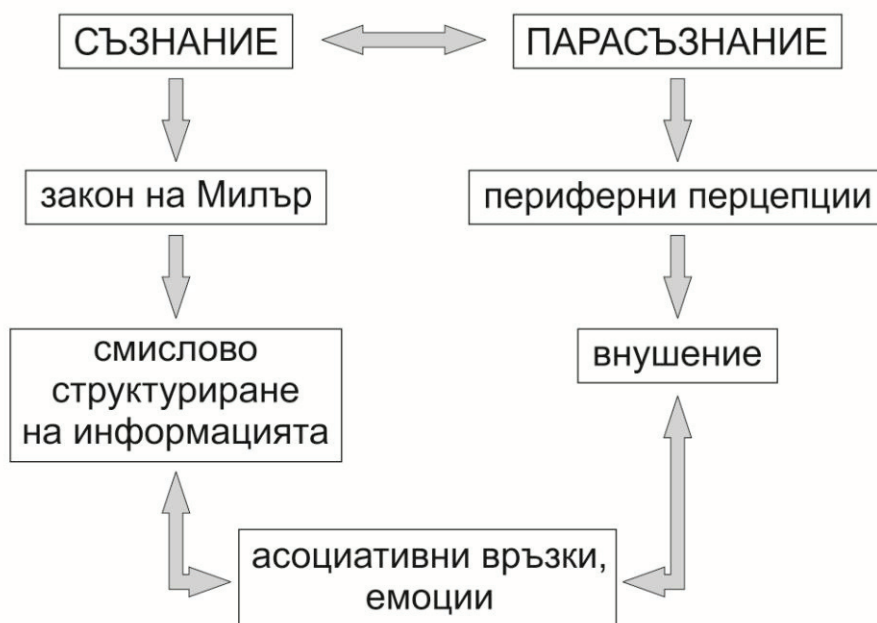 СЪЗНАНИЕ
ПАРАСЪЗНАНИЕ
закон на Милър
периферни перцепции
смислово
структуриране
на информацията
внушение
асоциативни връзки,
емоции